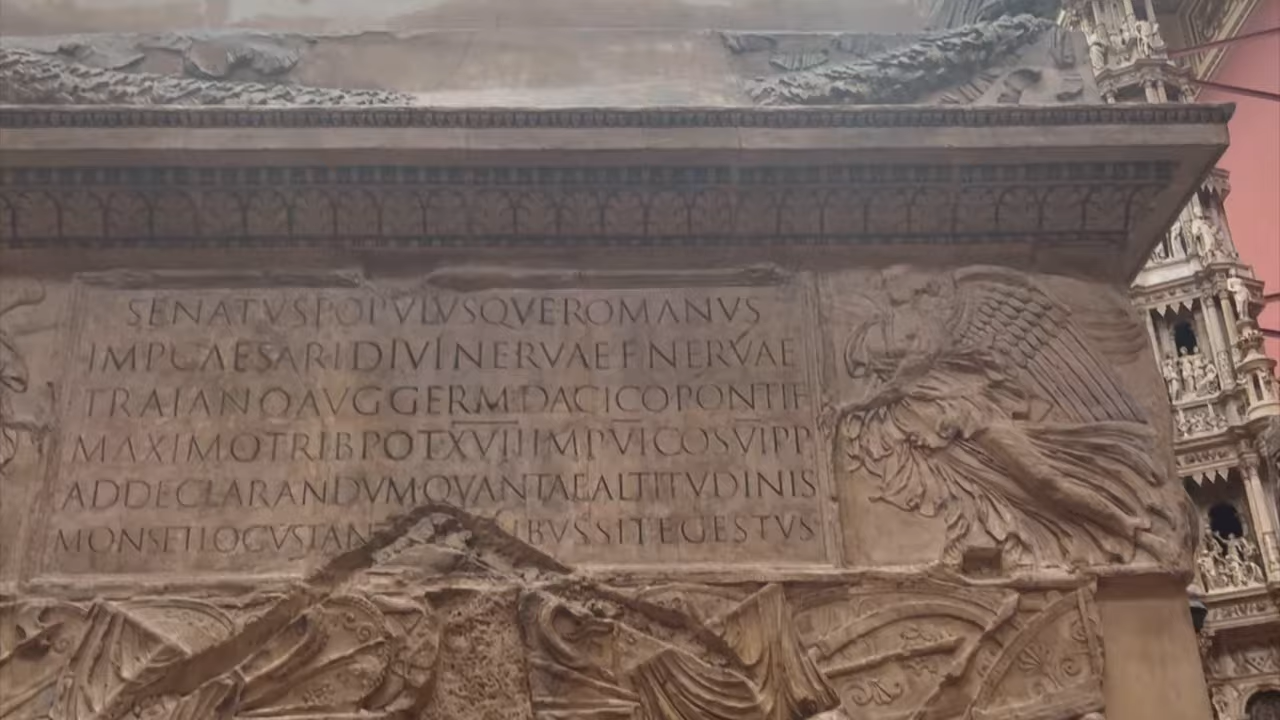 SENATVSPOPVLVSQVEROMANVS
IMPCAESARIDIVINERVAEFNERVAE
TRAIANOAVGGERMDACICOPONTIF
MAXIMOTRIBPOTXVIIIMPVICOSVIPP
ADDECLARANDVMQVANTAEALTITVDINIS
MONSETLOCVSTAN IBVSSITEGESTVS